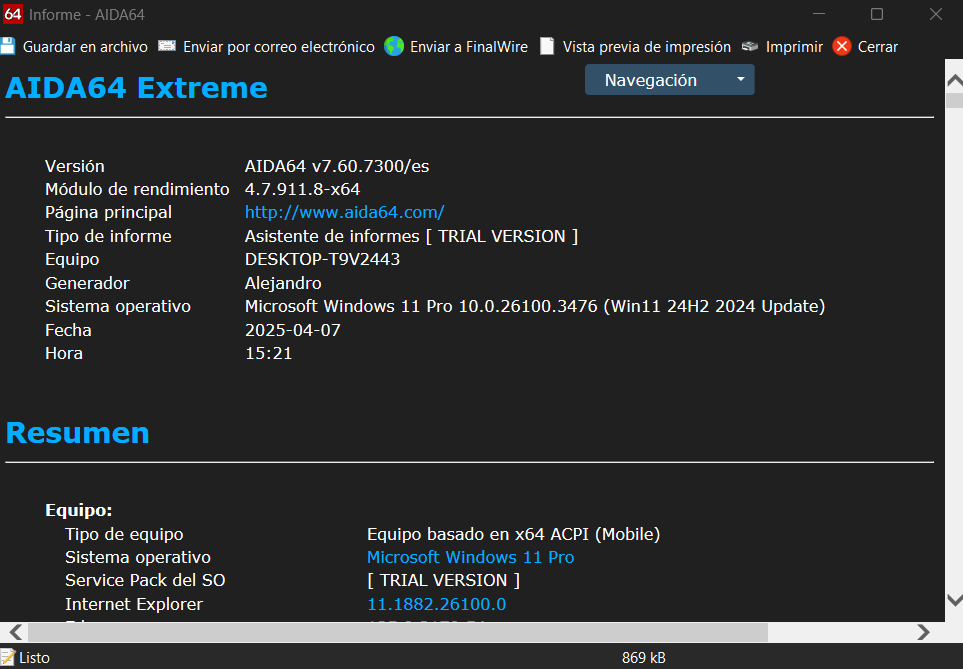 64 Informe - AIDA64
Guardar en archivo Enviar por correo electrónico Enviar a FinalWire Vista previa de impresión Imprimir Cerrar
AIDA64 Extreme Navegación
Versión AIDA64 v7.60.7300/es
Módulo de rendimiento 4.7.911.8-x64
Página principal http://www.aida64.com/
Tipo de informe Asistente de informes [ TRIAL VERSION ]
Equipo DESKTOP-T9V2443
Generador Alejandro
Sistema operativo Microsoft Windows 11 Pro 10.0.26100.3476 (Win11 24H2 2024 Update)
Fecha 2025-04-07
Hora 15:21
Resumen
Equipo:
Tipo de equipo Equipo basado en x64 ACPI (Mobile)
Sistema operativo Microsoft Windows 11 Pro
Service Pack del SO [ TRIAL VERSION ]
Internet Explorer 11.1882.26100.0
Listo 869 kB